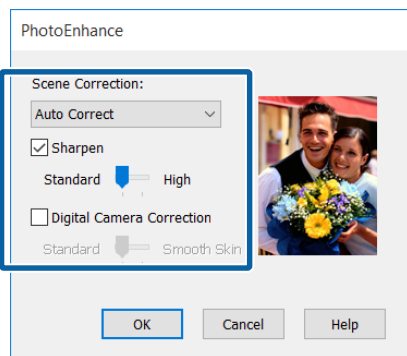 PhotoEnhance
Scene Correction:
Auto Correct
Sharpen
Standard High
Digital Camera Correction
Standard Smooth Skin
OK Cancel Help